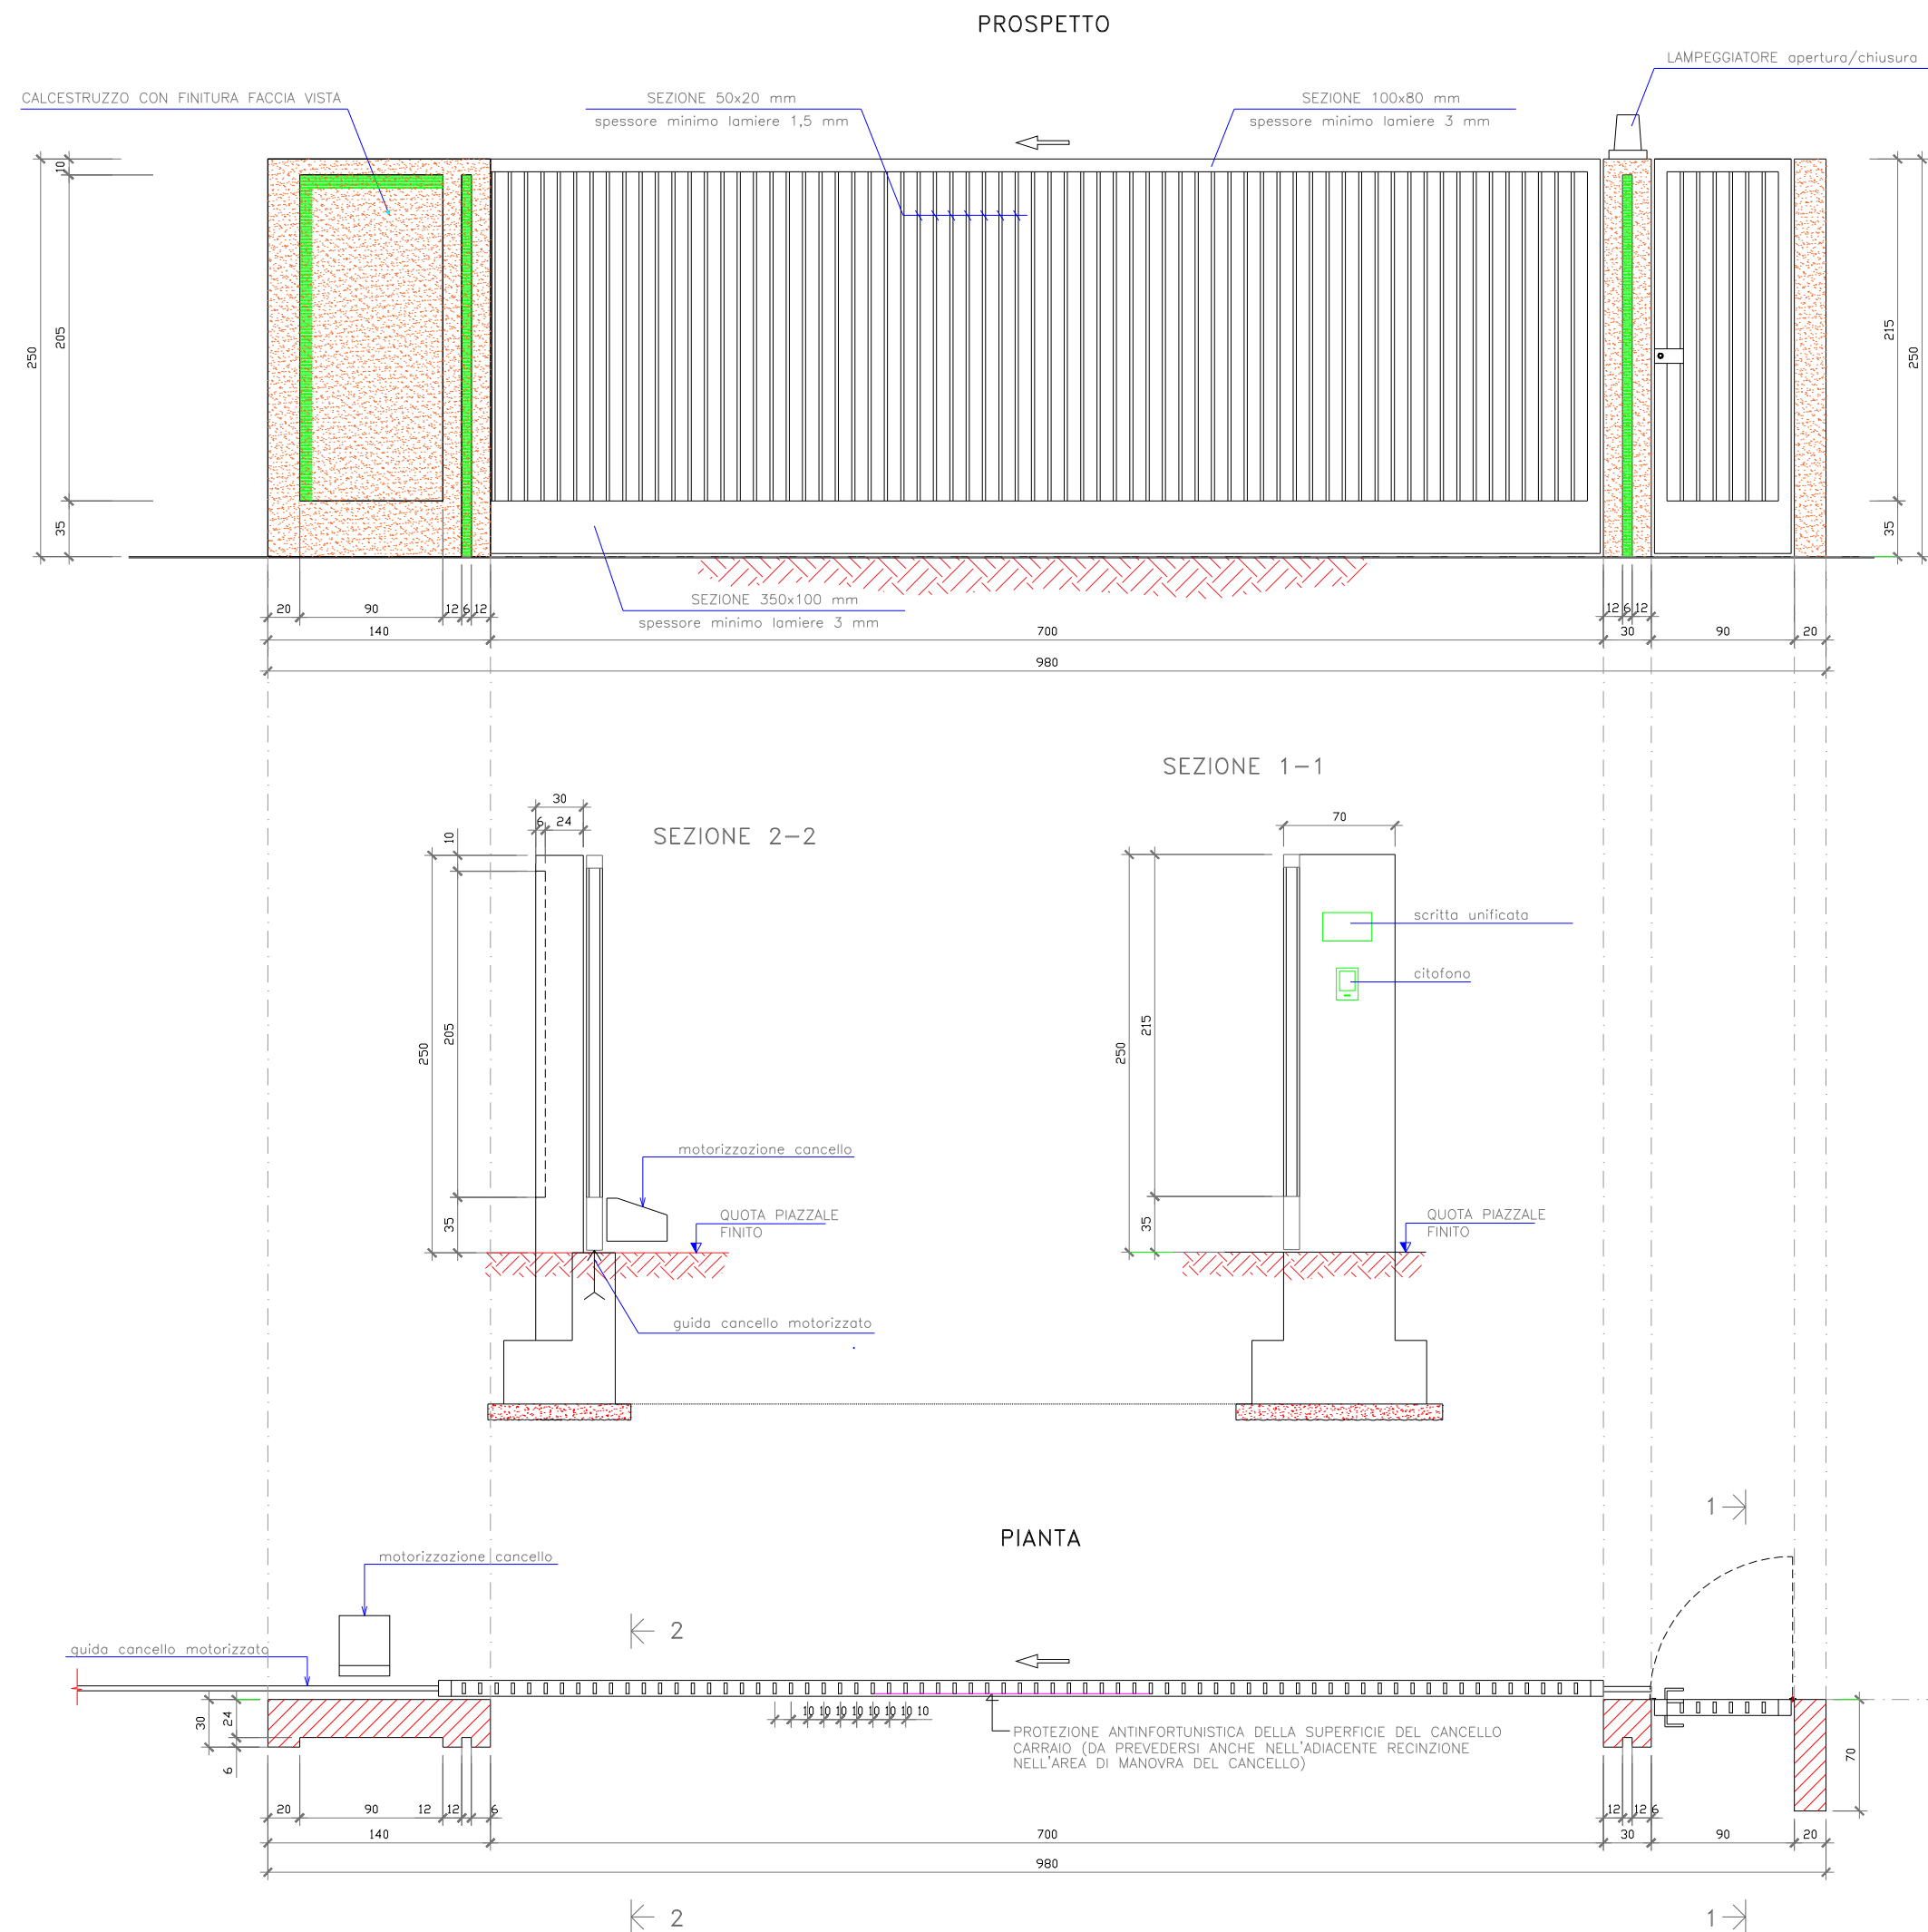 PROSPETTO
LAMPEGGIATORE apertura/chiusura
CALCESTRUZZO CON FINITURA FACCIA VISTA
SEZIONE 50x20 mm
spessore minimo lamiere 1,5 mm
SEZIONE 100x80 mm
spessore minimo lamiere 3 mm
10
205
250
35
215
250
35
SEZIONE 350x100 mm
spessore minimo lamiere 3 mm
20 90 12 6 12
12 6 12
140 700 30 90 20
980
SEZIONE 1-1
SEZIONE 2-2
30
6 24
10
205
250
35
70
250
215
35
scritta unificata
citofono
motorizzazione cancello
QUOTA PIAZZALE
FINITO
QUOTA PIAZZALE
FINITO
guida cancello motorizzato
1
PIANTA
motorizzazione cancello
2
guida cancello motorizzato
30
24
6
10 10 10 10 10 10 10 10
PROTEZIONE ANTINFORTUNISTICA DELLA SUPERFICIE DEL CANCELLO
CARRAIO (DA PREVEDERSI ANCHE NELL'ADIACENTE RECINZIONE
NELL'AREA DI MANOVRA DEL CANCELLO)
70
20 90 12 12 6
12 12 6
140 700 30 90 20
980
2
1